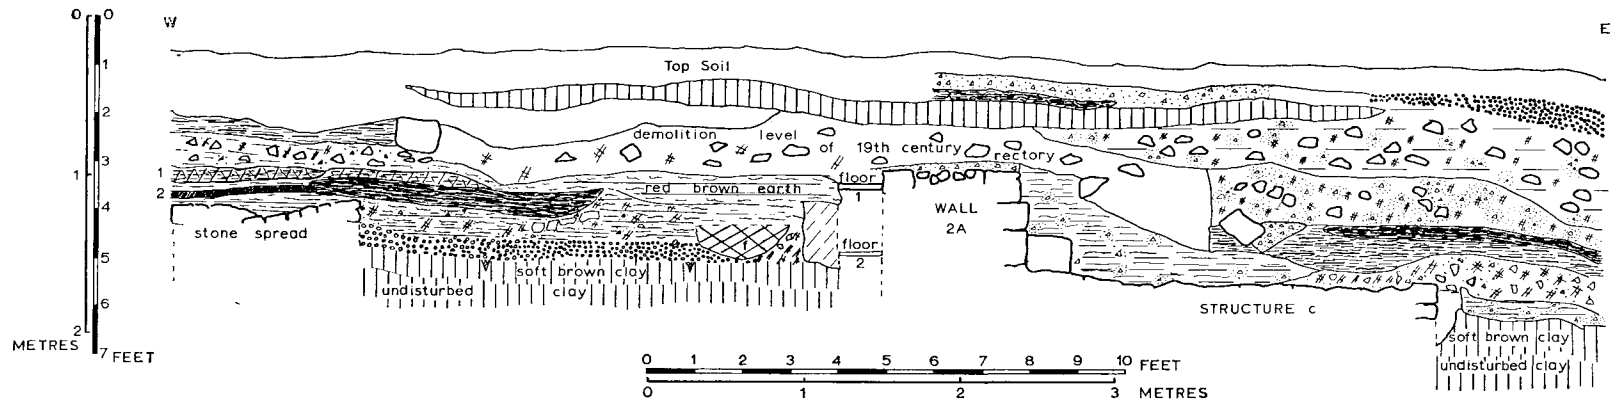 0 0
W
E
1
Top Soil
2
demolition level
of 19th century
rectory
3
1
1
floor
2
red brown earth
1
4
WALL
2A
stone spread
floor
f
5
2
soft brown clay
undisturbed clay
6
STRUCTURE c
2
METRES
7 FEET
soft brown clay
undisturbed clay
0 1 2 3 4 5 6 7 8 9 10 FEET
0 1 2 3 METRES